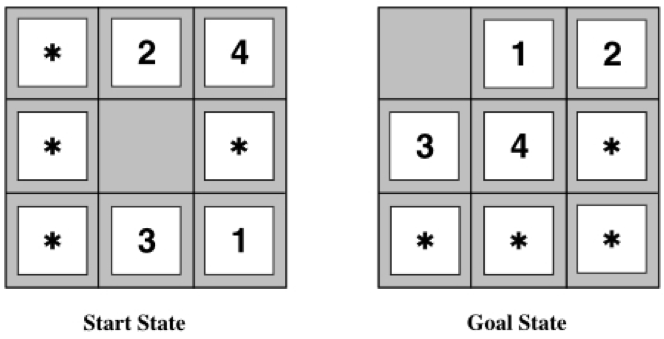 * 2 4
* *
* 3 1
Start State
1 2
3 4 *
* * *
Goal State